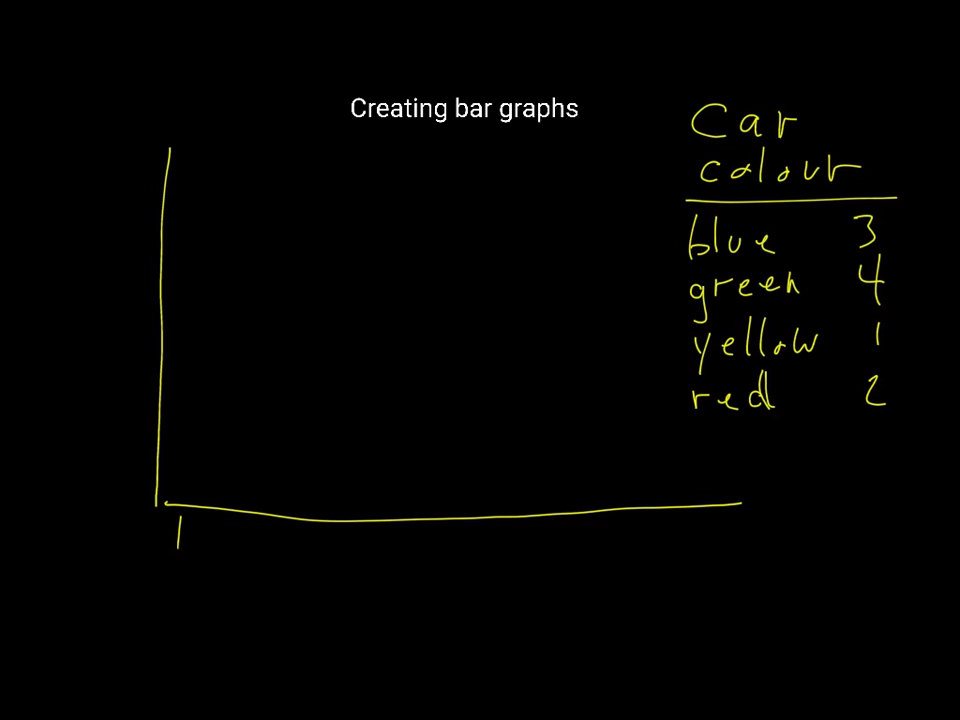 Creating bar graphs
Car
colour
blue 3
green 4
yellow 1
red 2